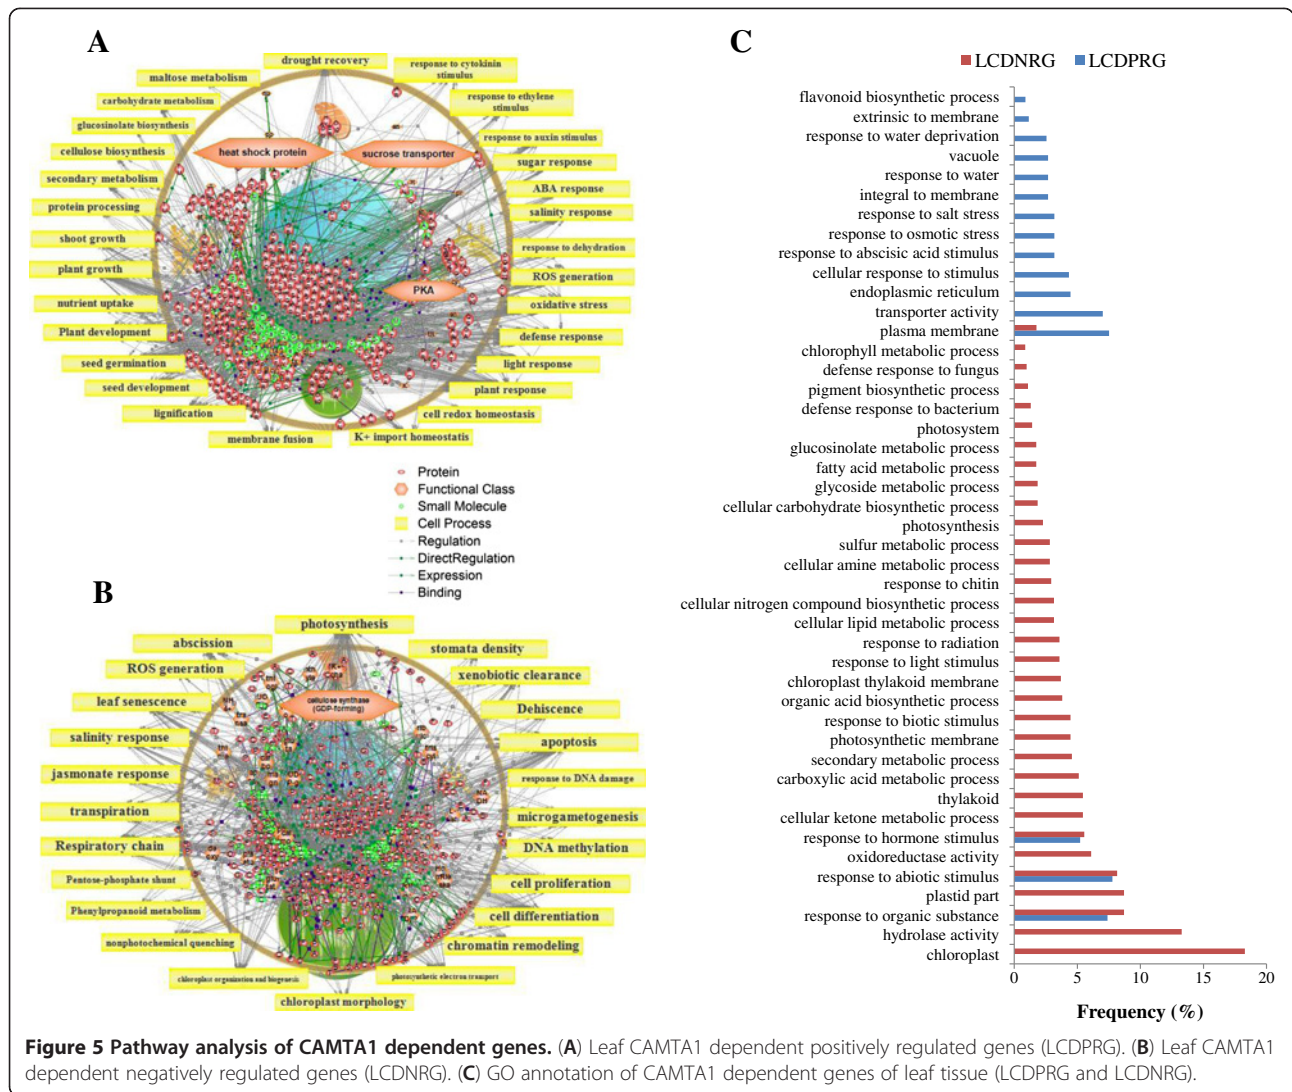 A
drought recovery
maltose metabolism
carbohydrate metabolism
glucosinolate biosynthesis
cellulose biosynthesis
secondary metabolism
protein processing
shoot growth
plant growth
nutrient uptake
Plant development
seed germination
seed development
lignification
membrane fusion
response to cytokinin
stimulus
response to ethylene
stimulus
response to auxin stimulus
sugar response
ABA response
salinity response
response to dehydration
ROS generation
oxidative stress
defense response
light response
plant response
cell redox homeostasis
K+ import homeostatis
heat shock protein
sucrose transporter
PKA
Protein
Functional Class
Small Molecule
Cell Process
Regulation
DirectRegulation
Expression
Binding
B
photosynthesis
abscission
ROS generation
leaf senescence
salinity response
jasmonate response
transpiration
Respiratory chain
Pentose-phosphate shunt
Phenylpropanoid metabolism
nonphotochemical quenching
chloroplast organization and biogenesis
chloroplast morphology
stomata density
xenobiotic clearance
Dehiscence
apoptosis
response to DNA damage
microgametogenesis
DNA methylation
cell proliferation
cell differentiation
chromatin remodeling
photosynthetic electron transport
cellulose synthase
(GDP-forming)
C
LCDNRG LCDPRG
flavonoid biosynthetic process
extrinsic to membrane
response to water deprivation
vacuole
response to water
integral to membrane
response to salt stress
response to osmotic stress
response to abscisic acid stimulus
cellular response to stimulus
endoplasmic reticulum
transporter activity
plasma membrane
chlorophyll metabolic process
defense response to fungus
pigment biosynthetic process
defense response to bacterium
photosystem
glucosinolate metabolic process
fatty acid metabolic process
glycoside metabolic process
cellular carbohydrate biosynthetic process
photosynthesis
sulfur metabolic process
cellular amine metabolic process
response to chitin
cellular nitrogen compound biosynthetic process
cellular lipid metabolic process
response to radiation
response to light stimulus
chloroplast thylakoid membrane
organic acid biosynthetic process
response to biotic stimulus
photosynthetic membrane
secondary metabolic process
carboxylic acid metabolic process
thylakoid
cellular ketone metabolic process
response to hormone stimulus
oxidoreductase activity
response to abiotic stimulus
plastid part
response to organic substance
hydrolase activity
chloroplast
0 5 10 15 20
Frequency (%)
Figure 5 Pathway analysis of CAMTA1 dependent genes. (A) Leaf CAMTA1 dependent positively regulated genes (LCDPRG). (B) Leaf CAMTA1
dependent negatively regulated genes (LCDNRG). (C) GO annotation of CAMTA1 dependent genes of leaf tissue (LCDPRG and LCDNRG).